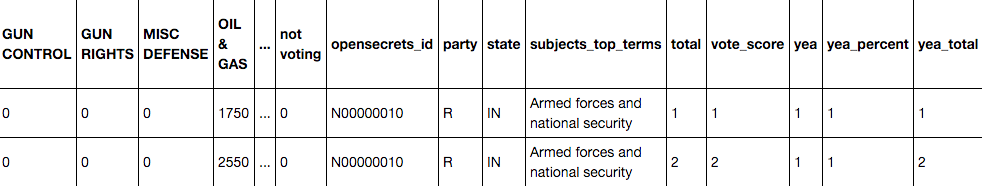 GUN CONTROL GUN RIGHTS MISC DEFENSE OIL & GAS ... not voting opensecrets_id party state subjects_top_terms total vote_score yea yea_percent yea_total
0 0 0 1750 ... 0 N00000010 R IN Armed forces and national security 1 1 1 1 1
0 0 0 2550 ... 0 N00000010 R IN Armed forces and national security 2 2 1 1 2